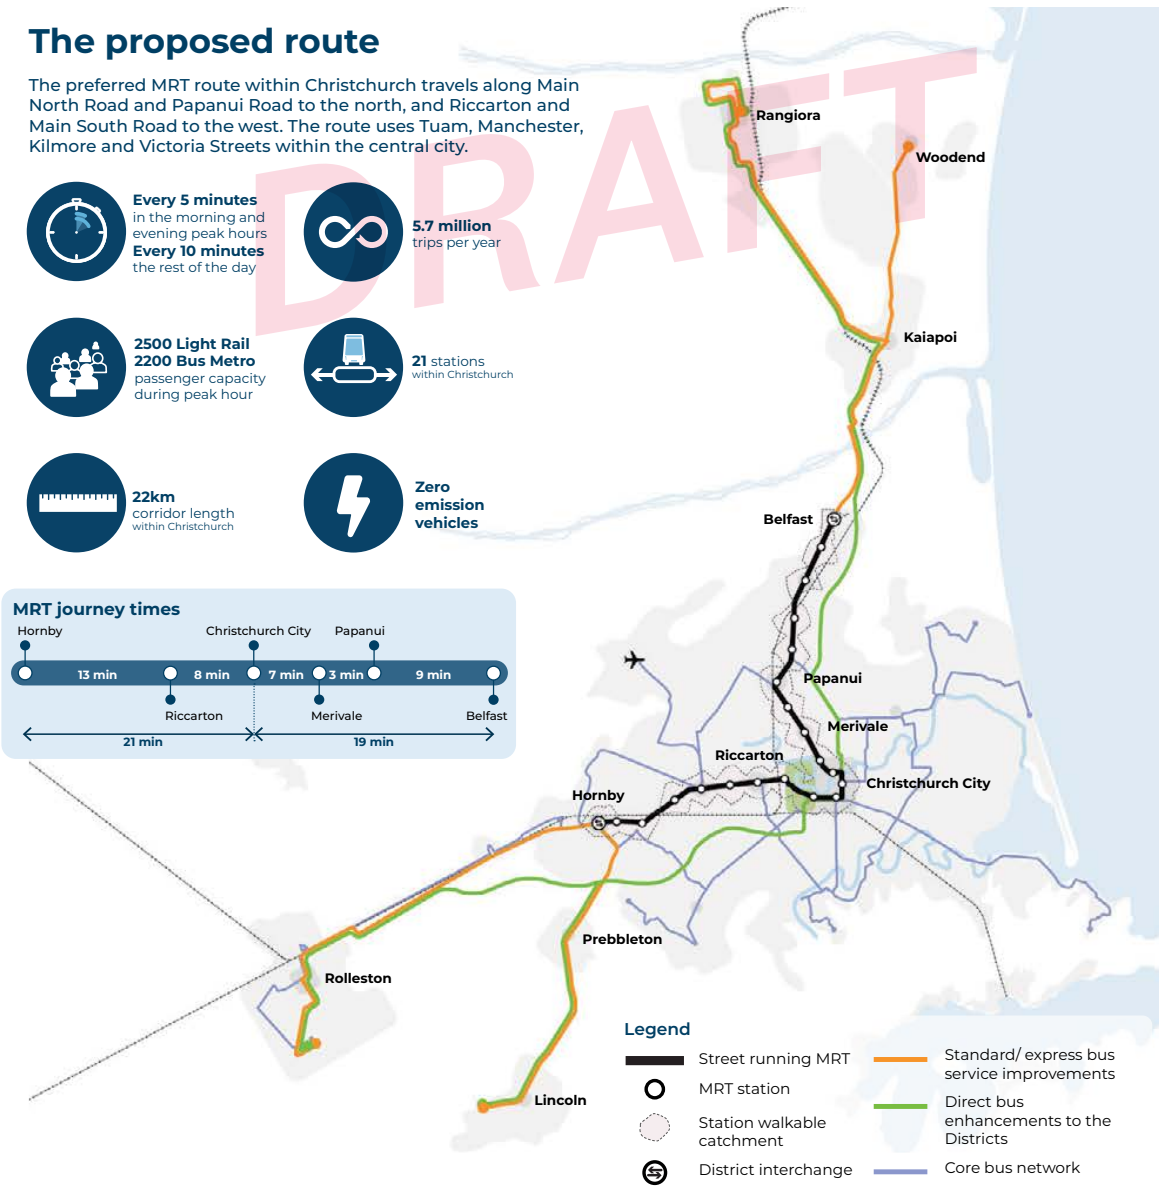 The proposed route
The preferred MRT route within Christchurch travels along Main
North Road and Papanui Road to the north, and Riccarton and
Main South Road to the west. The route uses Tuam, Manchester,
Kilmore and Victoria Streets within the central city.
DRAFT
Every 5 minutes
in the morning and
evening peak hours
Every 10 minutes
the rest of the day
5.7 million
trips per year
2500 Light Rail
2200 Bus Metro
passenger capacity
during peak hour
21 stations
within Christchurch
22km
corridor length
within Christchurch
Zero
emission
vehicles
MRT journey times
Hornby
Christchurch City
Papanui
13 min
8 min
7 min
3 min
9 min
Riccarton
Merivale
Belfast
21 min
19 min
Rangiora
Woodend
Kaiapoi
Belfast
Papanui
Merivale
Riccarton
Christchurch City
Hornby
Prebbleton
Rolleston
Lincoln
Legend
Street running MRT
MRT station
Station walkable
catchment
District interchange
Standard/ express bus
service improvements
Direct bus
enhancements to the
Districts
Core bus network